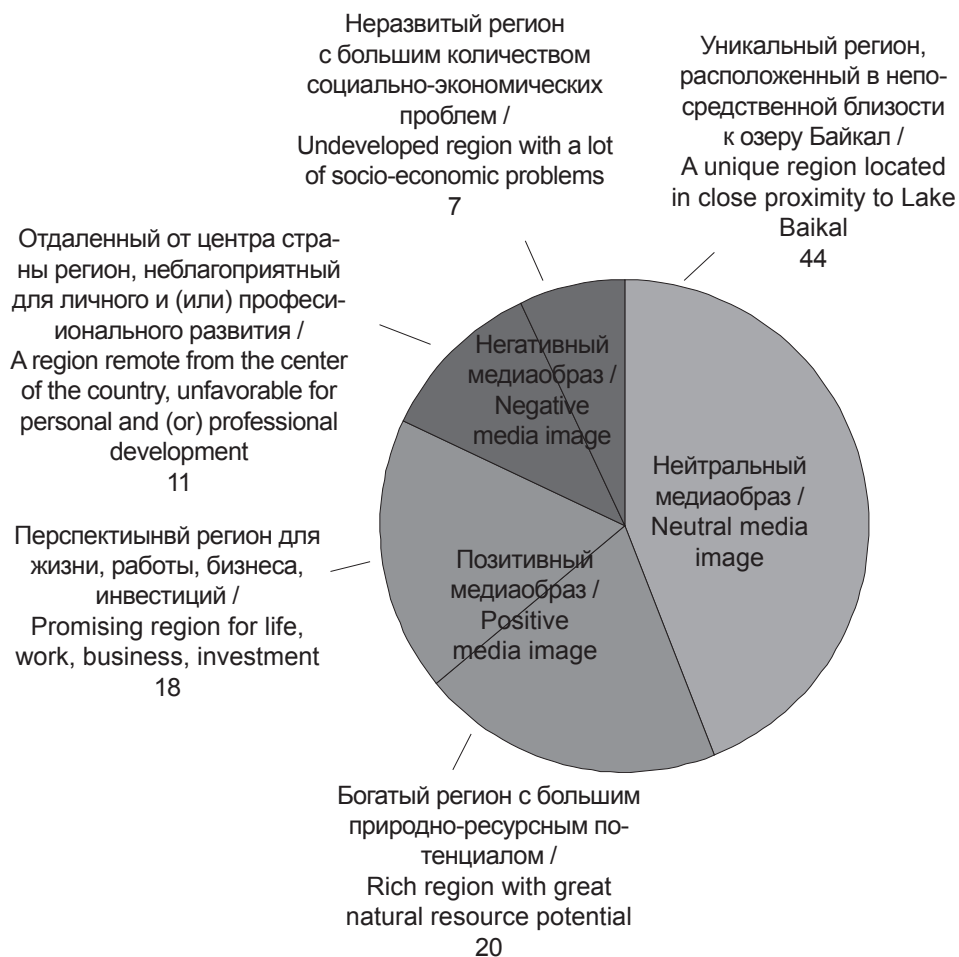 Неразвитый регион
с большим количеством
социально-экономических
проблем /
Undeveloped region with a lot
of socio-economic problems
7
Уникальный регион,
расположенный в непо-
средственной близости
к озеру Байкал /
A unique region located
in close proximity to Lake
Baikal
44
Отдаленный от центра стра-
ны регион, неблагоприятный
для личного и (или) професи-
ионального развития /
A region remote from the center
of the country, unfavorable for
personal and (or) professional
development
11
Негативный
медиаобраз /
Negative
media image
Нейтральный
медиаобраз /
Neutral media
image
Перспектиынвй регион для
жизни, работы, бизнеса,
инвестиций /
Promising region for life,
work, business, investment
18
Позитивный
медиаобраз /
Positive
media image
Богатый регион с большим
природно-ресурсным по-
тенциалом /
Rich region with great
natural resource potential
20